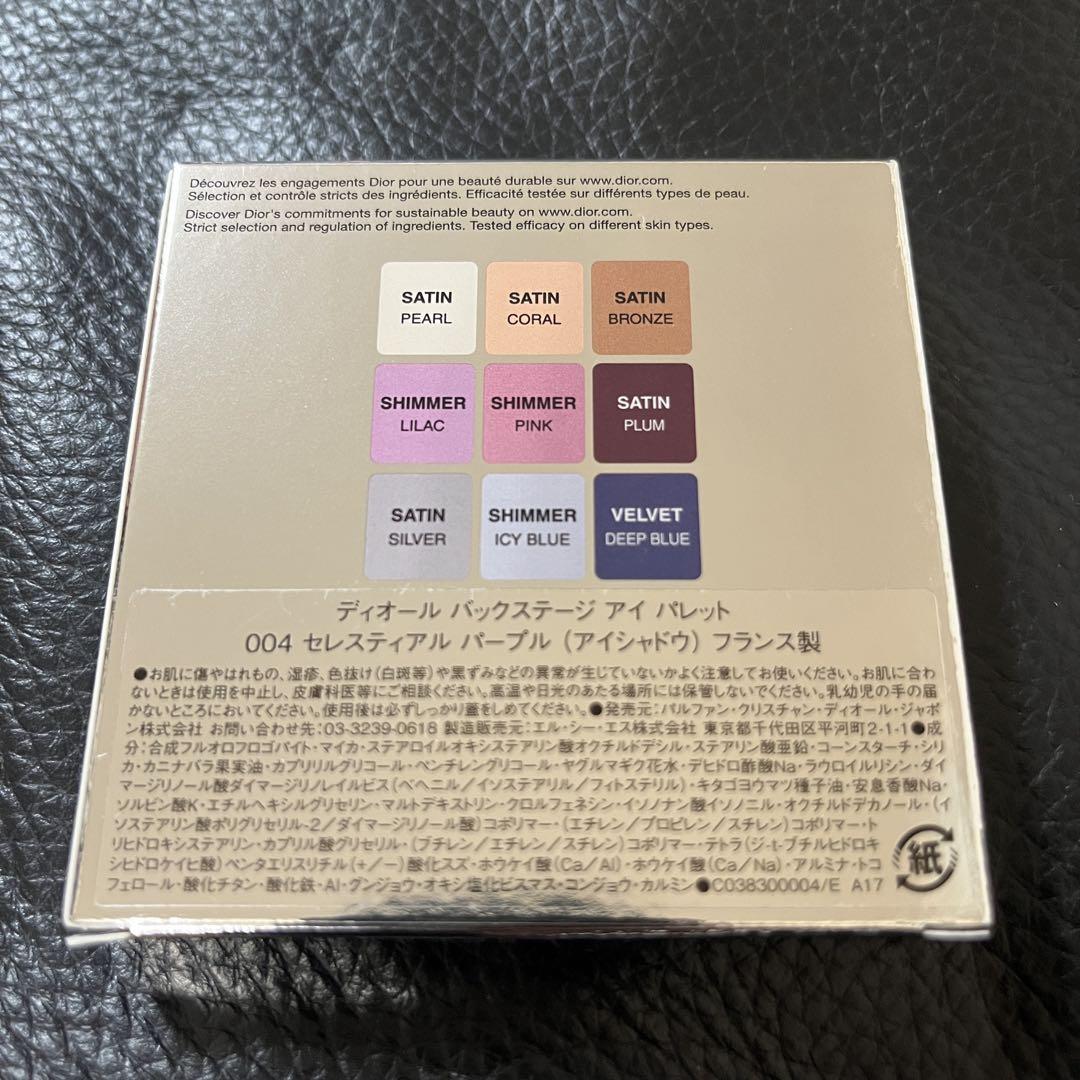 Découvrez les engagements Dior pour une beauté durable sur www.dior.com.
Sélection et contrôle stricts des ingrédients. Efficacité testée sur différents types de peau.
Discover Dior's commitments for sustainable beauty on www.dior.com.
Strict selection and regulation of ingredients. Tested efficacy on different skin types.
SATIN
PEARL
SATIN
CORAL
SATIN
BRONZE
SHIMMER
LILAC
SHIMMER
PINK
SATIN
PLUM
SATIN
SILVER
SHIMMER
ICY BLUE
VELVET
DEEP BLUE
ディオール バックステージ アイ パレット
004 セレスティアル パープル（アイシャドウ）フランス製
●お肌に傷やはれもの、湿疹、色抜け(白斑等)や黒ずみなどの異常が生じていないかよく注意してお使いください。お肌に合わ
ないときは使用を中止し、皮膚科医等にご相談ください。高温や日光のあたる場所には保管しないでください。乳幼児の手の届
かないところにおいてください。使用後は必ずしっかり蓋をしめてください。●発売元:パルファン・クリスチャン・ディオール・ジャポ
ン株式会社 お問い合わせ先:03-3239-0618 製造販売元:エル・シー・エス株式会社 東京都千代田区平河町2-1-1●成
分:合成フルオロフロゴパイト・マイカ・ステアロイルオキシステアリン酸オクチルドデシル・ステアリン酸亜鉛・コーンスターチ・シリ
カ・カニナバラ果実油・カプリリルグリコール・ペンチレングリコール・ヤグルマギク花水・デヒドロ酢酸Na・ラウロイルリシン・ダイ
マージリノール酸ダイマージリノレイルビス(ベヘニル/イソステアリル/フィトステリル)・キタゴヨウマツ種子油・安息香酸Na・
ソルビン酸K・エチルヘキシルグリセリン・マルトデキストリン・クロルフェネシン・イソノナン酸イソノニル・オクチルドデカノール・(イ
ソステアリン酸ポリグリセリル-2/ダイマージリノール酸)コポリマー・(エチレン/プロピレン/スチレン)コポリマー・ト
リヒドロキシステアリン・カプリル酸グリセリル・(ブチレン/エチレン/スチレン)コポリマー・テトラ(ジ-t-ブチルヒドロキ
シヒドロケイヒ酸)ペンタエリスリチル(+/-)酸化スズ・ホウケイ酸(Ca/Al)・ホウケイ酸(Ca/Na)・アルミナ・トコ
フェロール・酸化チタン・酸化鉄・Al・グンジョウ・オキシ塩化ビスマス・コンジョウ・カルミン●C038300004/E A17
紙